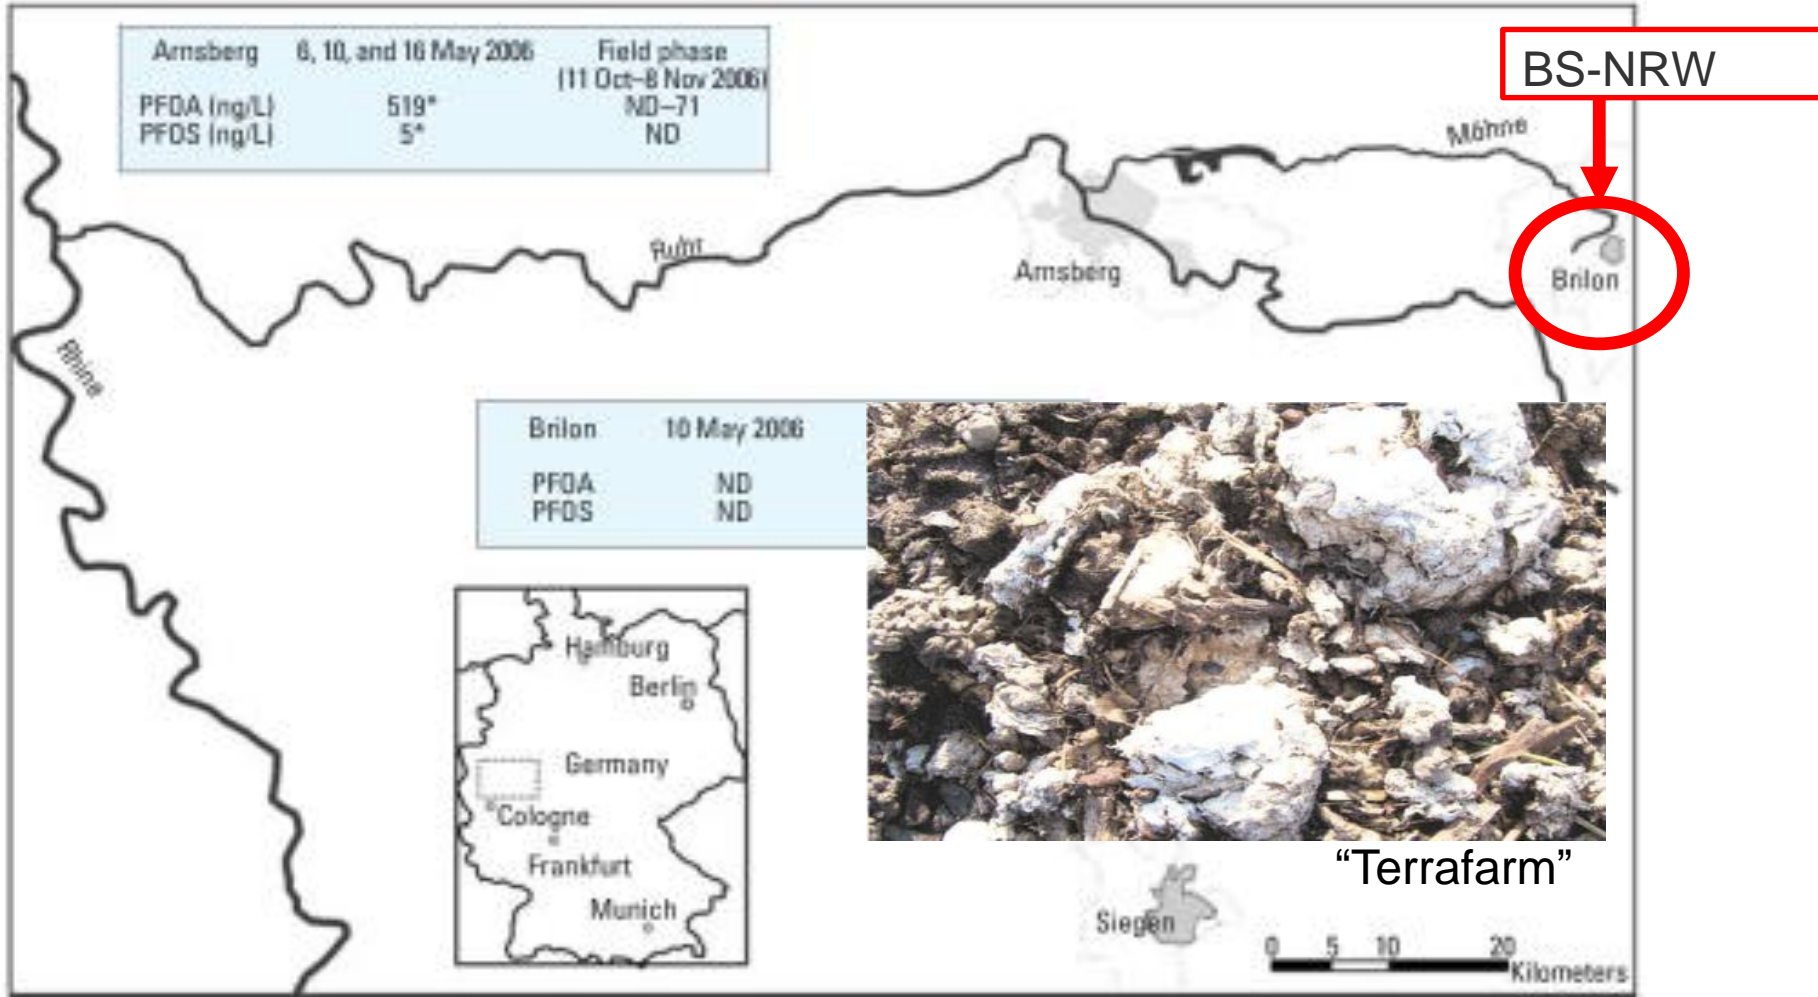 Arnsberg 6, 10, and 16 May 2006 Field phase
(11 Oct–8 Nov 2006)
PFOA (ng/L) 519* ND–71
PFOS (ng/L) 5* ND
BS-NRW
Möhne
Ruhr
Arnsberg
Brilon
Rhine
Brilon 10 May 2006
PFOA ND
PFOS ND
Hamburg
Berlin
Germany
Cologne
Frankfurt
Munich
“Terrafarm”
Siegen
0 5 10 20
Kilometers